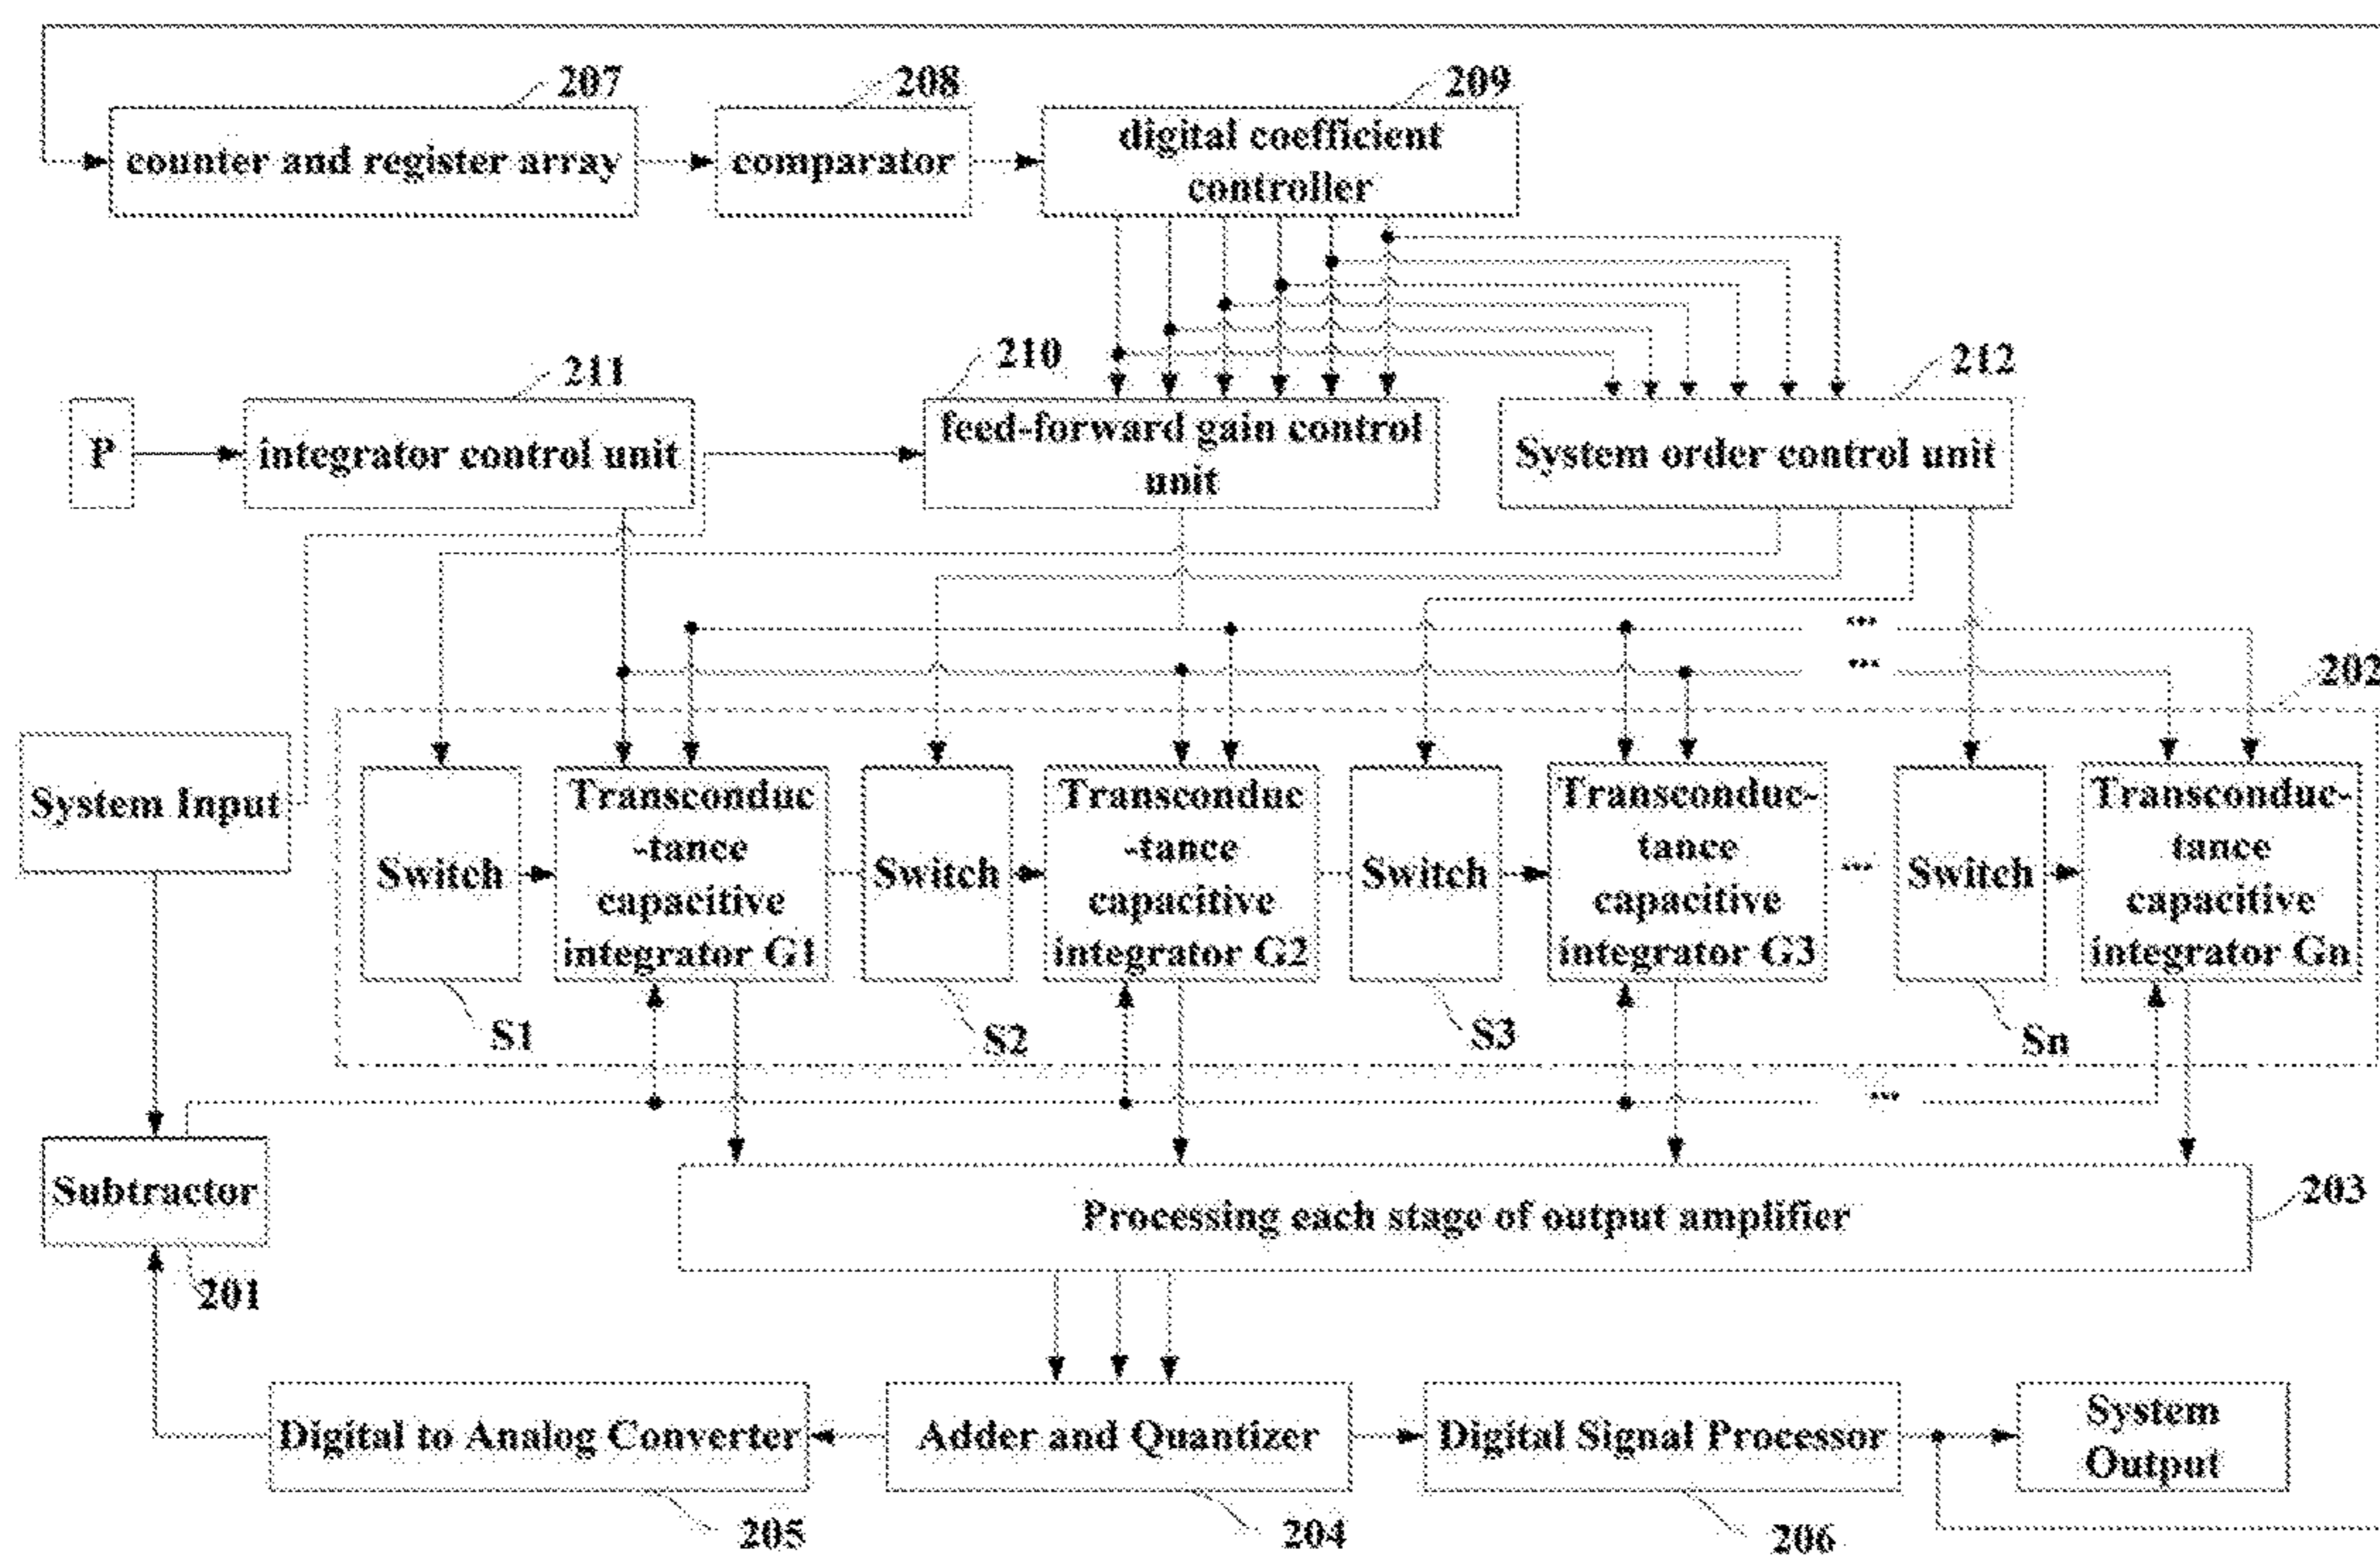 207
208
209
counter and register array
comparator
digital coefficient
controller
211
210
212
P
integrator control unit
feed-forward gain control
unit
System order control unit
...
...
202
System Input
Switch
Transconduc
-tance
capacitive
integrator G1
Switch
Transconduc
-tance
capacitive
integrator G2
Switch
Transconduc-
tance
capacitive
integrator G3
...
Switch
Transconduc-
tance
capacitive
integrator Gn
S1
S2
S3
Sn
...
Subtractor
201
Processing each stage of output amplifier
203
Digital to Analog Converter
Adder and Quantizer
Digital Signal Processor
System
Output
205
204
206